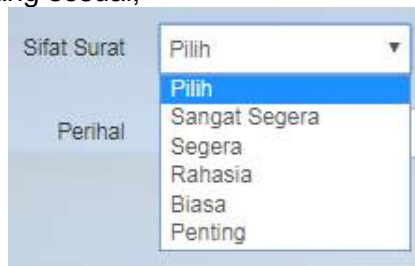 Sifat Surat Pilih
Pilih
Sangat Segera
Perihal
Segera
Rahasia
Biasa
Penting